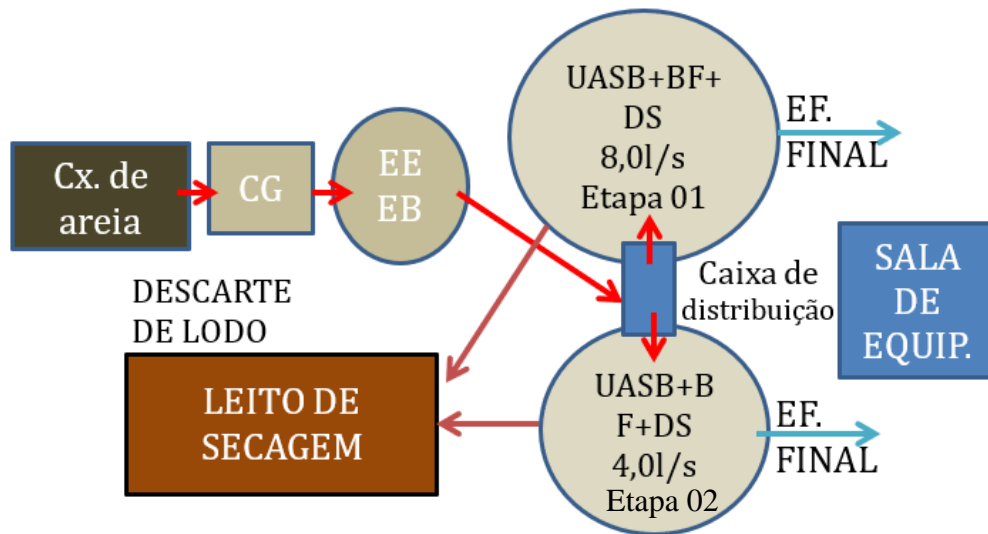 Cx. de
areia
CG
EE
EB
UASB+BF+
DS
8,0l/s
Etapa 01
EF.
FINAL
Caixa de
distribuição
SALA
DE
EQUIP.
DESCARTE
DE LODO
LEITO DE
SECAGEM
UASB+B
F+DS
4,0l/s
Etapa 02
EF.
FINAL